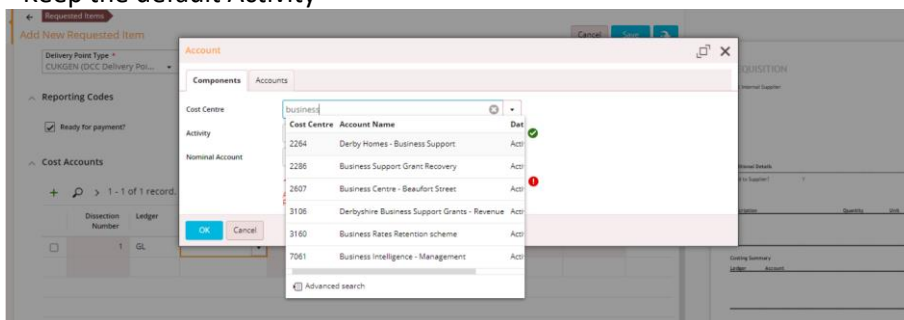 Keep the default Activity
Requested Items
Add New Requested Item
Cancel Save
Delivery Point Type *
CUKGEN (DCC Delivery Poi...
Account
Components Accounts
Reporting Codes
Ready for payment?
Cost Centre business
Cost Centre Account Name Dat
Activity
2264 Derby Homes - Business Support Acti
Nominal Account
2286 Business Support Grant Recovery Acti
2607 Business Centre - Beaufort Street Acti
3106 Derbyshire Business Support Grants - Revenue Acti
3160 Business Rates Retention scheme Acti
7061 Business Intelligence - Management Acti
Advanced search
OK Cancel
Cost Accounts
1 - 1 of 1 record.
Dissection Number Ledger
1 GL
QUISITION
Internal Supplier
Quantity Unit
Costing Summary
Ledger Account